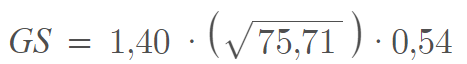 GS = 1,40 · (√75,71) · 0,54